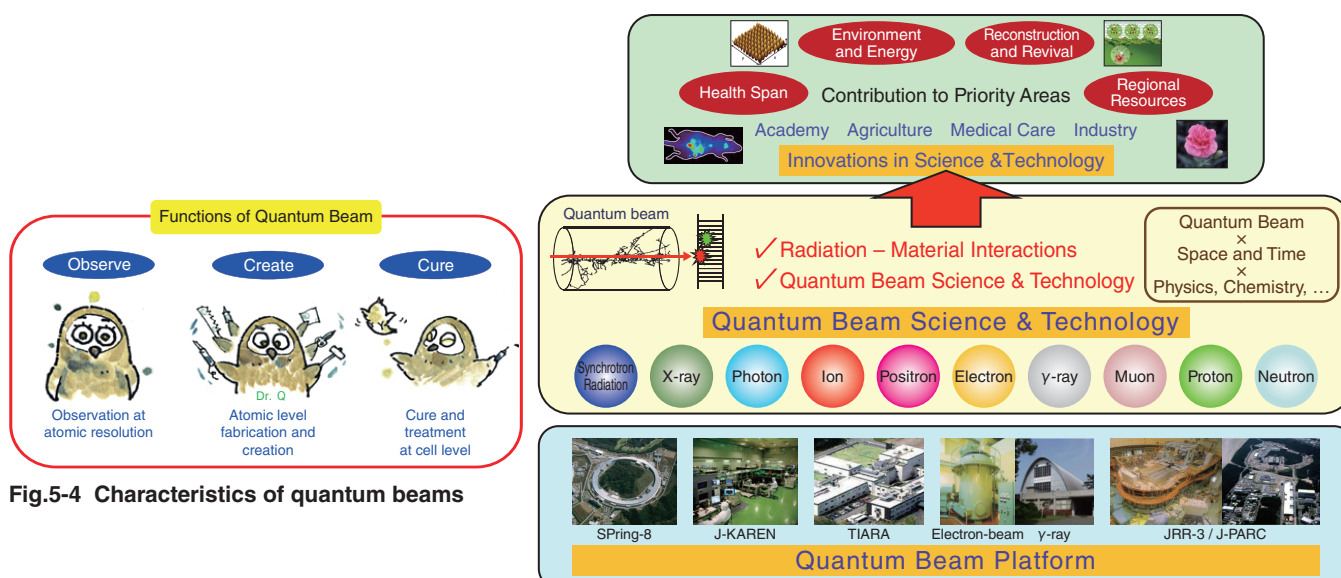 Functions of Quantum Beam
Observe
Create
Cure
Dr. Q
Observation at
atomic resolution
Atomic level
fabrication and
creation
Cure and
treatment
at cell level
Fig.5-4 Characteristics of quantum beams
Environment
and Energy
Reconstruction
and Revival
Health Span
Contribution to Priority Areas
Regional
Resources
Academy Agriculture Medical Care Industry
Innovations in Science &Technology
Quantum beam
✓ Radiation – Material Interactions
✓ Quantum Beam Science & Technology
Quantum Beam
×
Space and Time
×
Physics, Chemistry, …
Quantum Beam Science & Technology
Synchrotron
Radiation
X-ray
Photon
Ion
Positron
Electron
γ-ray
Muon
Proton
Neutron
SPring-8
J-KAREN
TIARA
Electron-beam
γ-ray
JRR-3 / J-PARC
Quantum Beam Platform